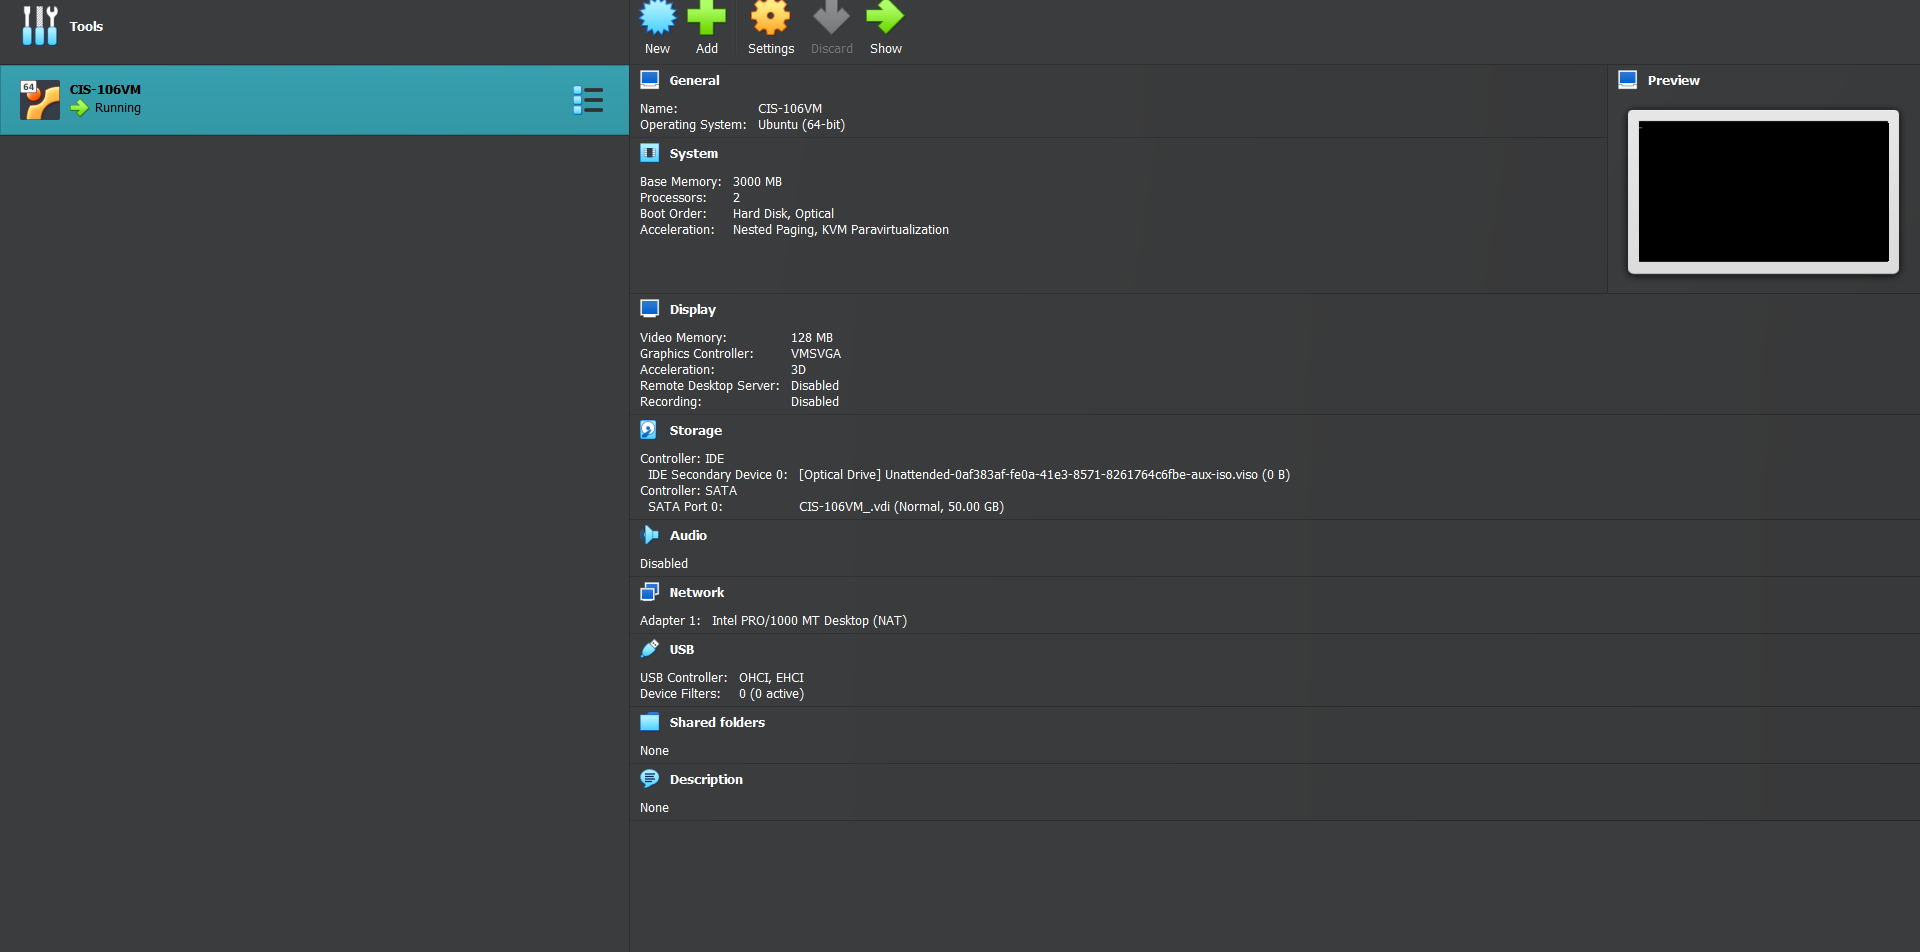 Tools
New Add Settings Discard Show
64
CIS-106VM
Running
General
Name: CIS-106VM
Operating System: Ubuntu (64-bit)
Preview
System
Base Memory: 3000 MB
Processors: 2
Boot Order: Hard Disk, Optical
Acceleration: Nested Paging, KVM Paravirtualization
Display
Video Memory: 128 MB
Graphics Controller: VMSVGA
Acceleration: 3D
Remote Desktop Server: Disabled
Recording: Disabled
Storage
Controller: IDE
IDE Secondary Device 0: [Optical Drive] Unattended-0af383af-fe0a-41e3-8571-8261764c6fbe-aux-iso.viso (0 B)
Controller: SATA
SATA Port 0: CIS-106VM_.vdi (Normal, 50.00 GB)
Audio
Disabled
Network
Adapter 1: Intel PRO/1000 MT Desktop (NAT)
USB
USB Controller: OHCI, EHCI
Device Filters: 0 (0 active)
Shared folders
None
Description
None